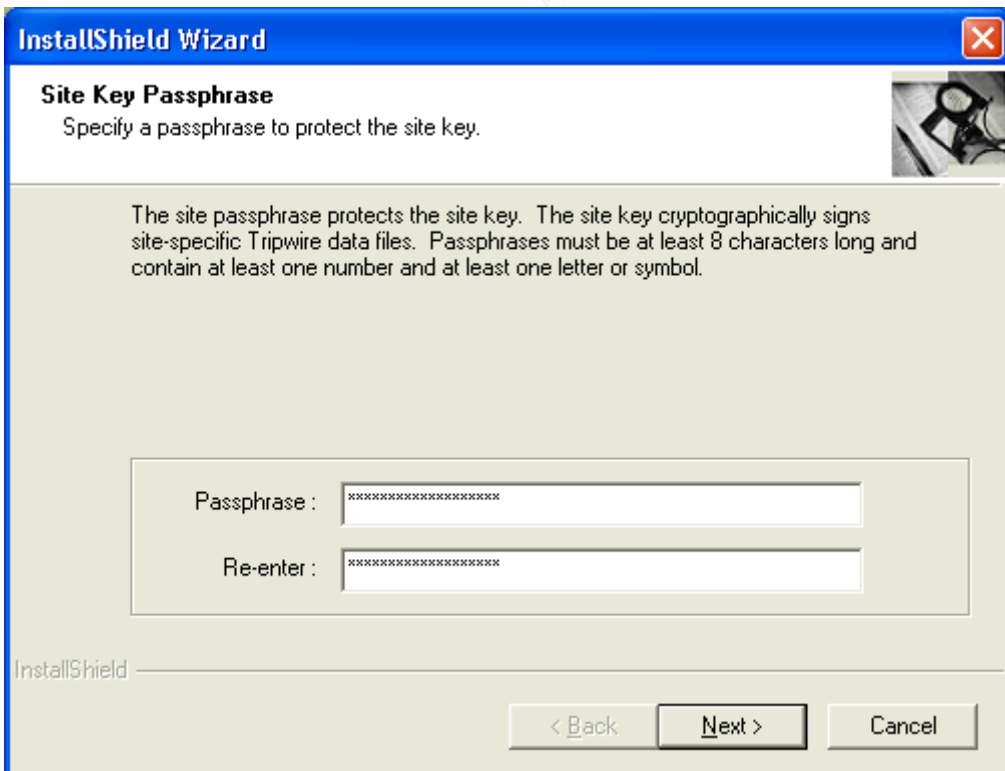 InstallShield Wizard
Site Key Passphrase
Specify a passphrase to protect the site key.
The site passphrase protects the site key. The site key cryptographically signs
site-specific Tripwire data files. Passphrases must be at least 8 characters long and
contain at least one number and at least one letter or symbol.
Passphrase : *******************
Re-enter : *******************
InstallShield
< Back Next > Cancel